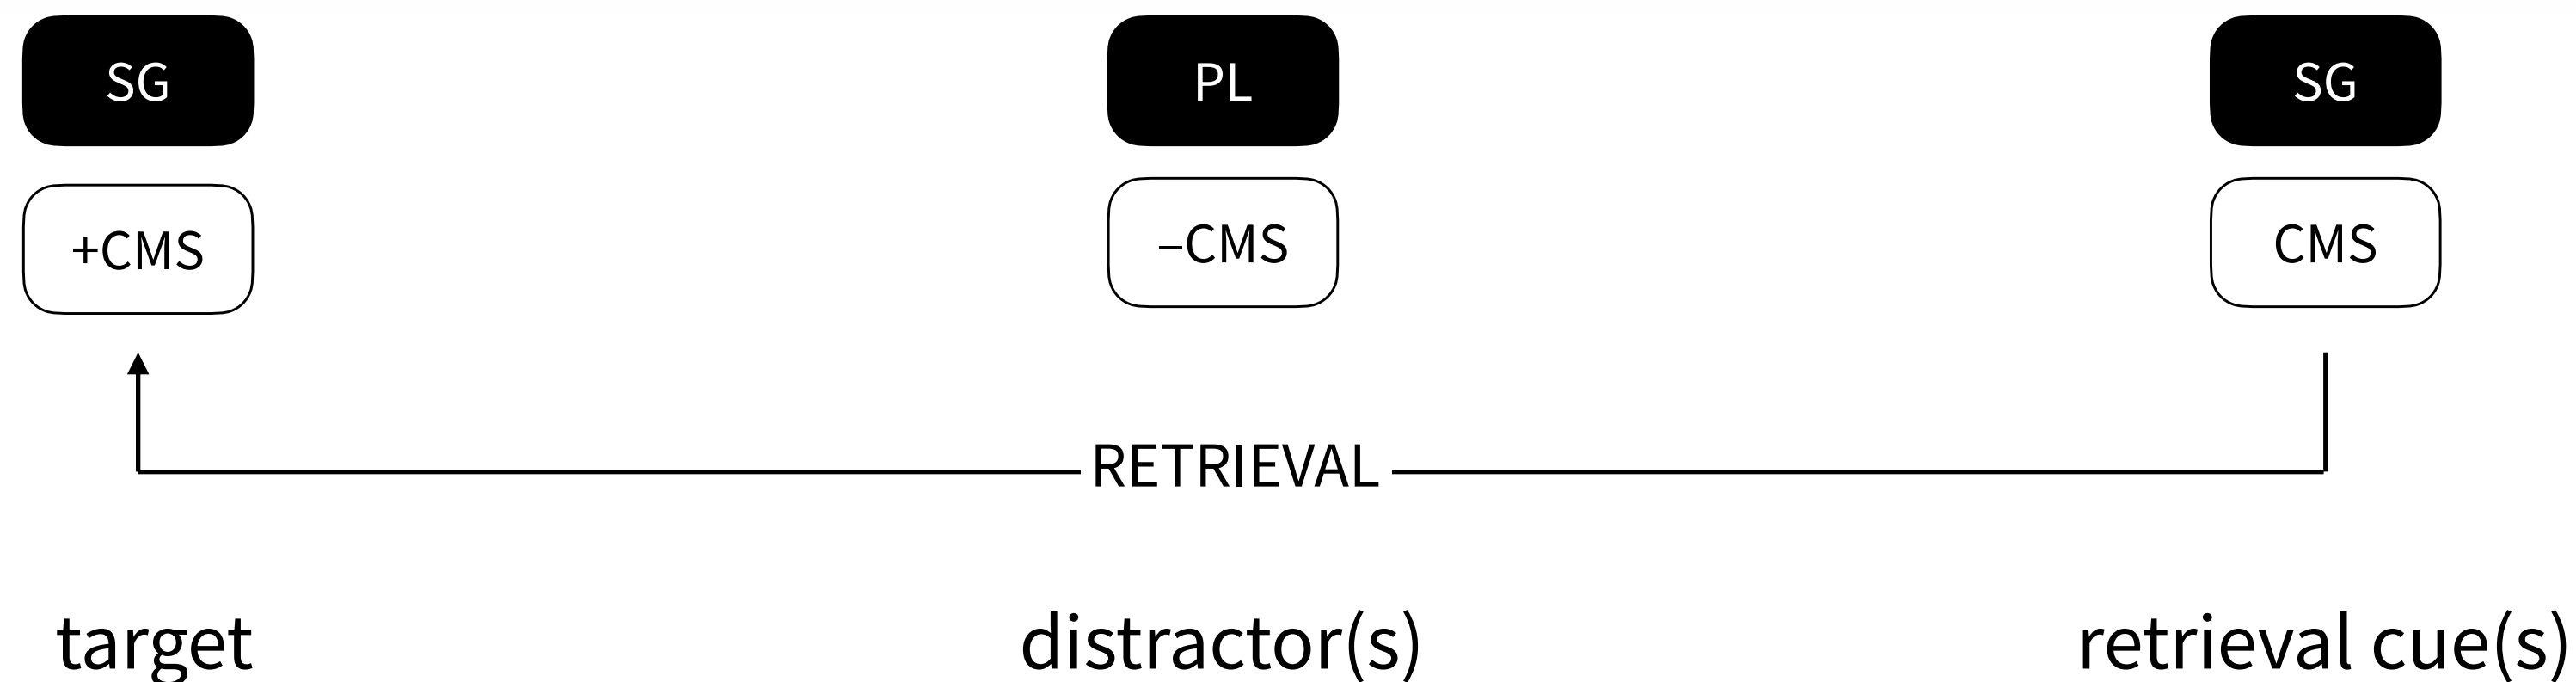 SG
PL
SG
+CMS
–CMS
CMS
RETRIEVAL
target
distractor(s)
retrieval cue(s)